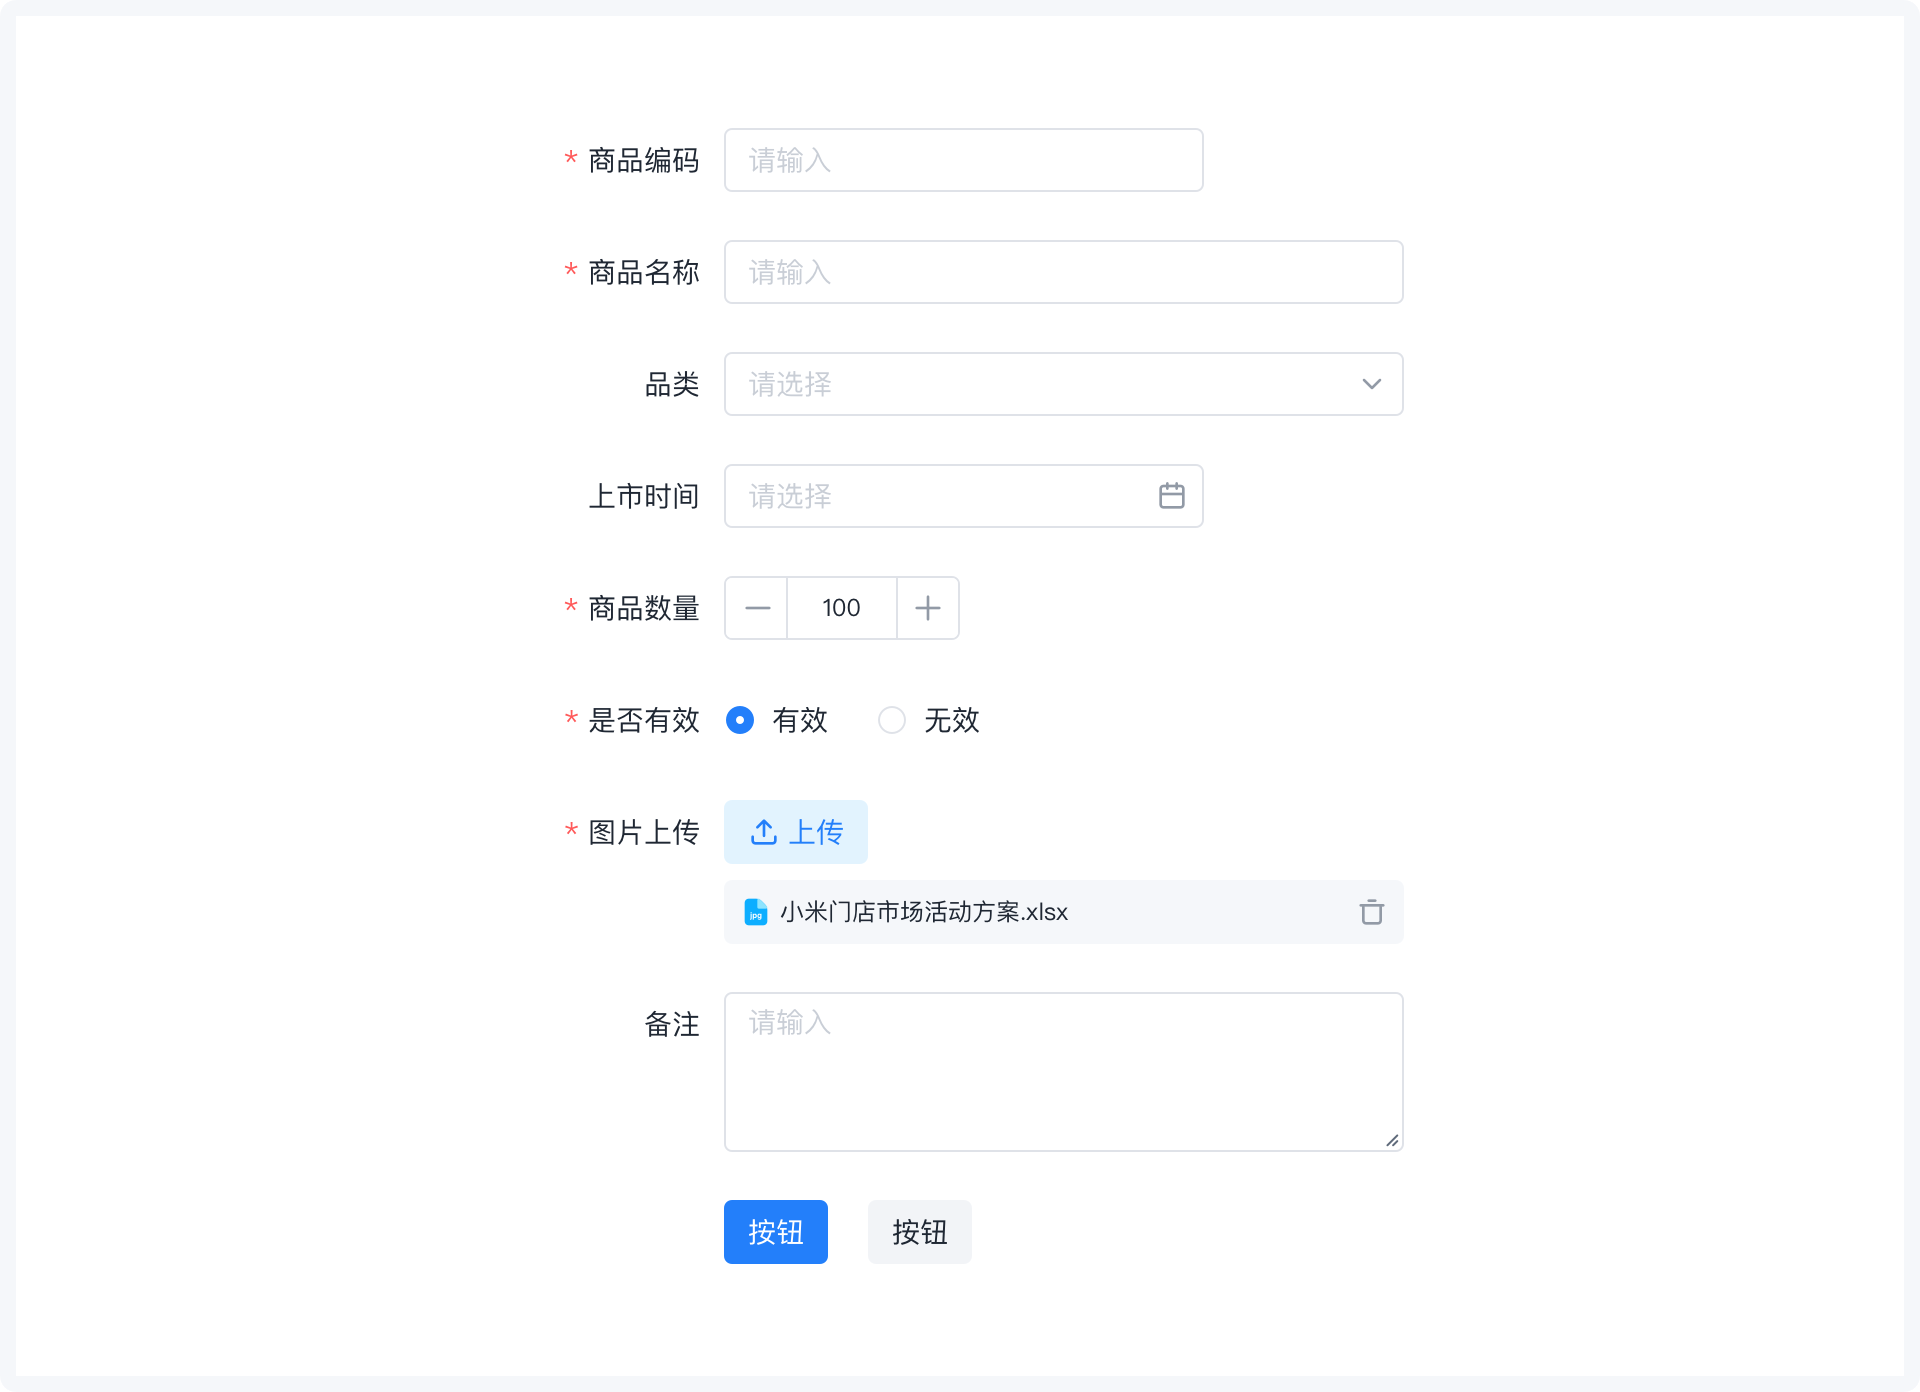 * 商品编码 请输入
* 商品名称 请输入
品类 请选择
上市时间 请选择
* 商品数量 100
* 是否有效 有效 无效
* 图片上传 上传
jpg 小米门店市场活动方案.xlsx
备注 请输入
按钮 按钮